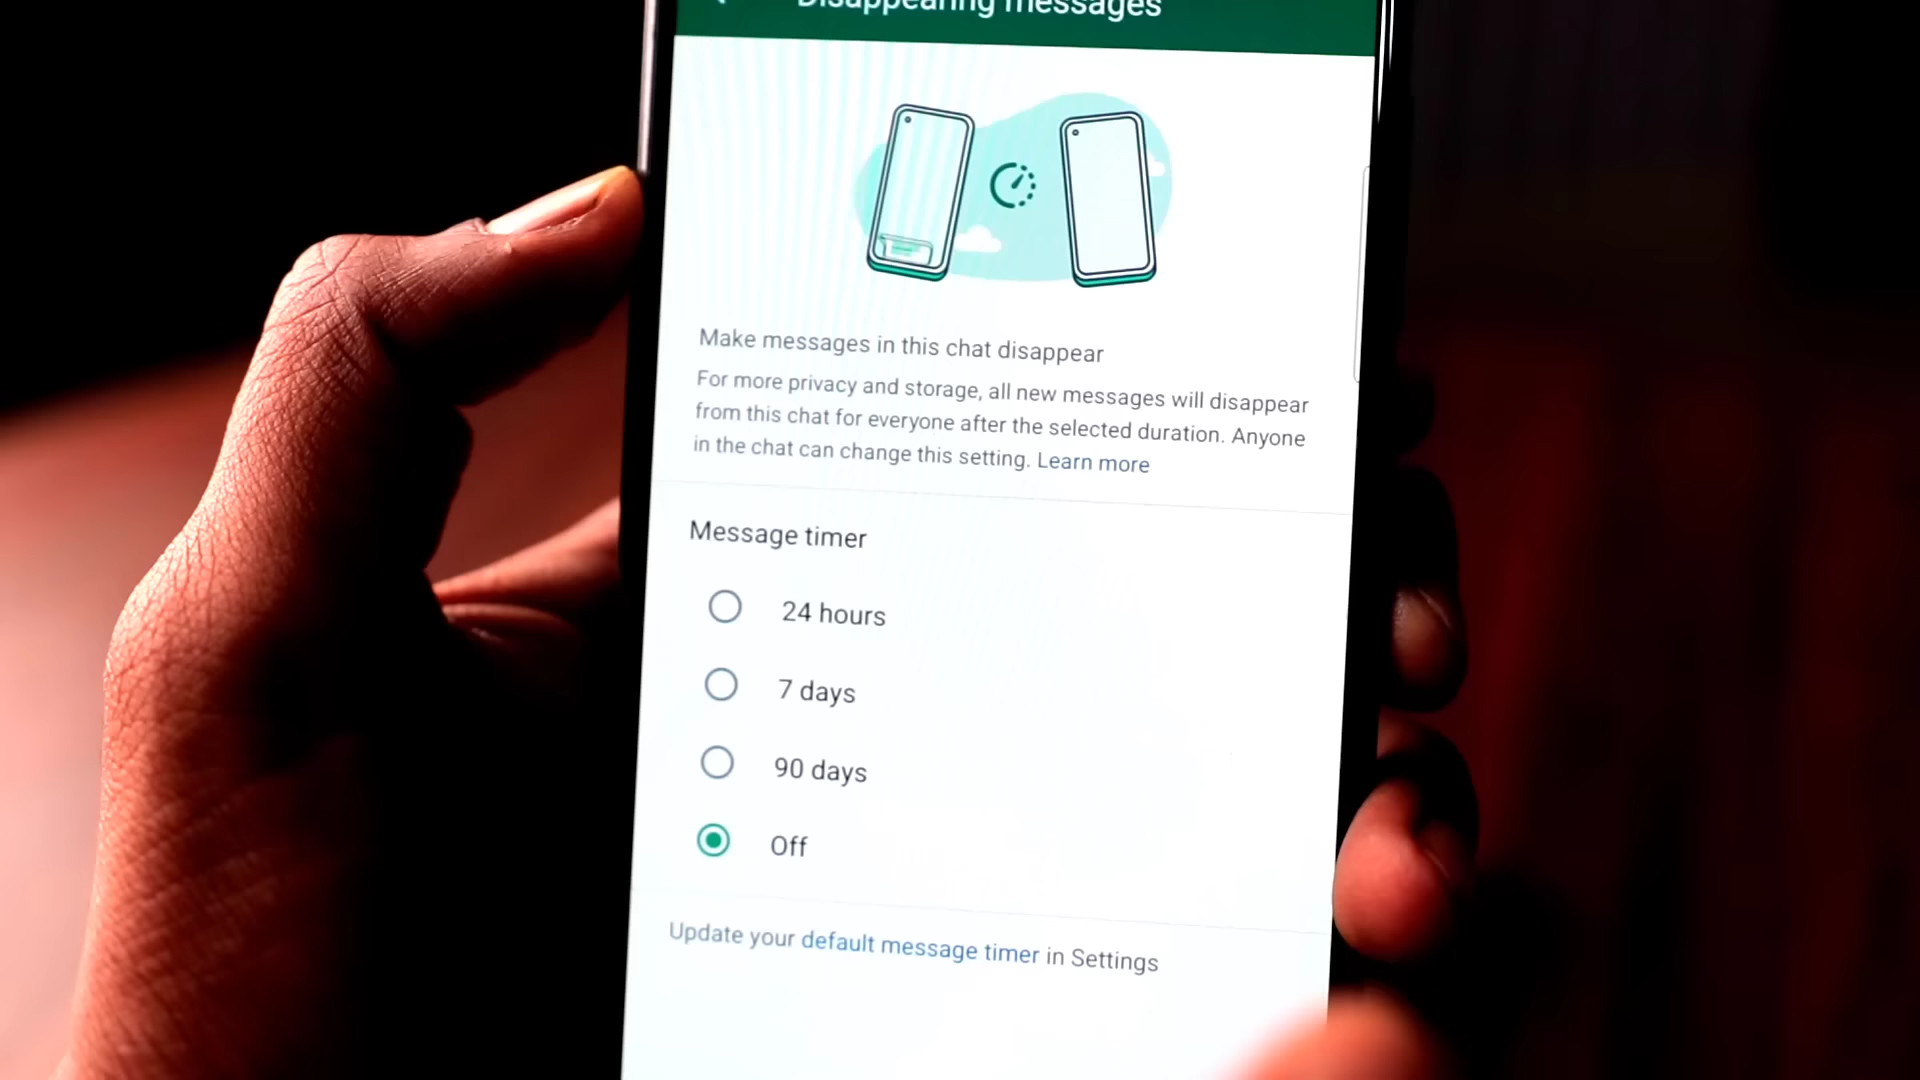 Disappearing messages
Make messages in this chat disappear
For more privacy and storage, all new messages will disappear
from this chat for everyone after the selected duration. Anyone
in the chat can change this setting. Learn more
Message timer
24 hours
7 days
90 days
Off
Update your default message timer in Settings